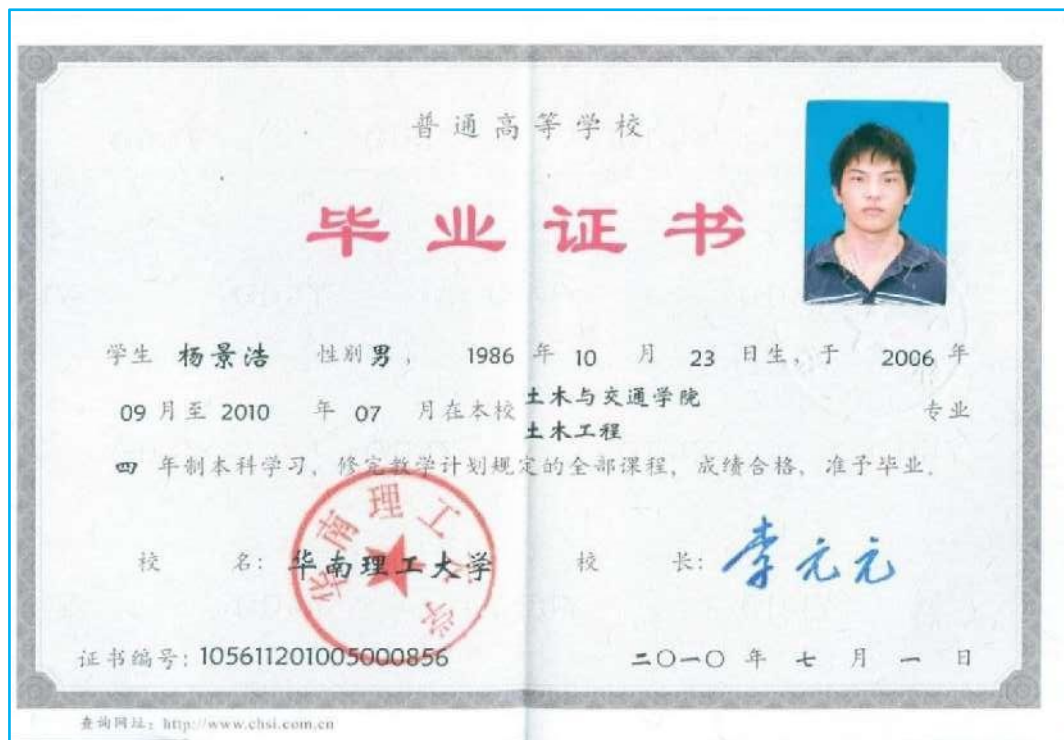 普通高等学校
毕业证书
学生 杨景浩 性别男， 1986 年 10 月 23 日生，于 2006 年
09 月至 2010 年 07 月在本校 土木与交通学院 专业
土木工程
四 年制本科学习，修完教学计划规定的全部课程，成绩合格，准予毕业．
华南理工大学
校 名：华南理工大学 校 长：李元元
证书编号：105611201005000856 二〇一〇 年 七 月 一 日
查询网址：http://www.chsi.com.cn